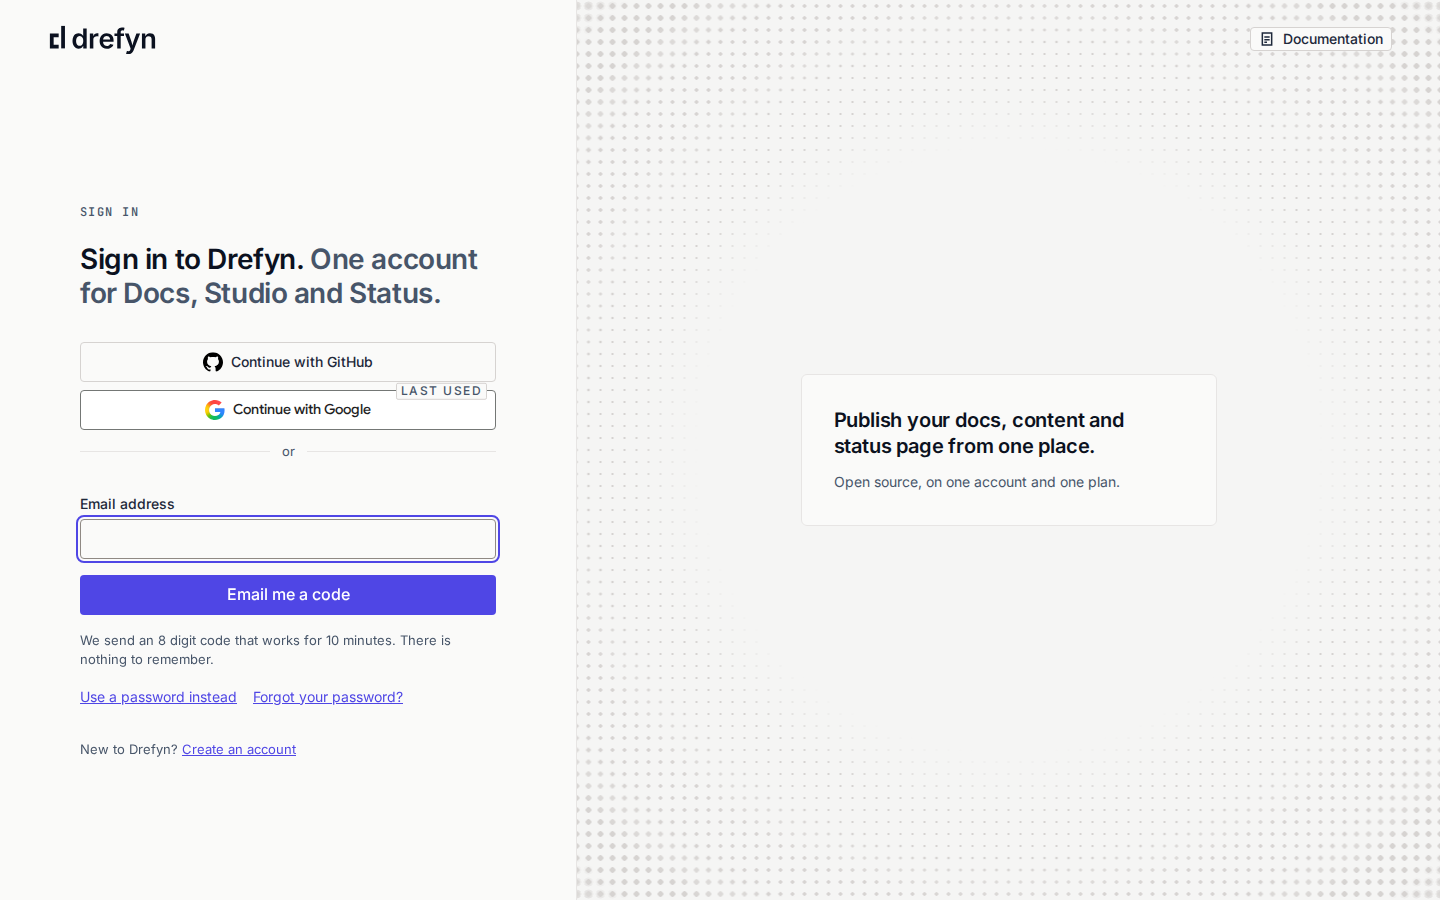 drefyn
Documentation
SIGN IN
Sign in to Drefyn. One account
for Docs, Studio and Status.
Continue with GitHub
LAST USED
Continue with Google
or
Email address
Email me a code
We send an 8 digit code that works for 10 minutes. There is
nothing to remember.
Use a password instead Forgot your password?
New to Drefyn? Create an account
Publish your docs, content and
status page from one place.
Open source, on one account and one plan.